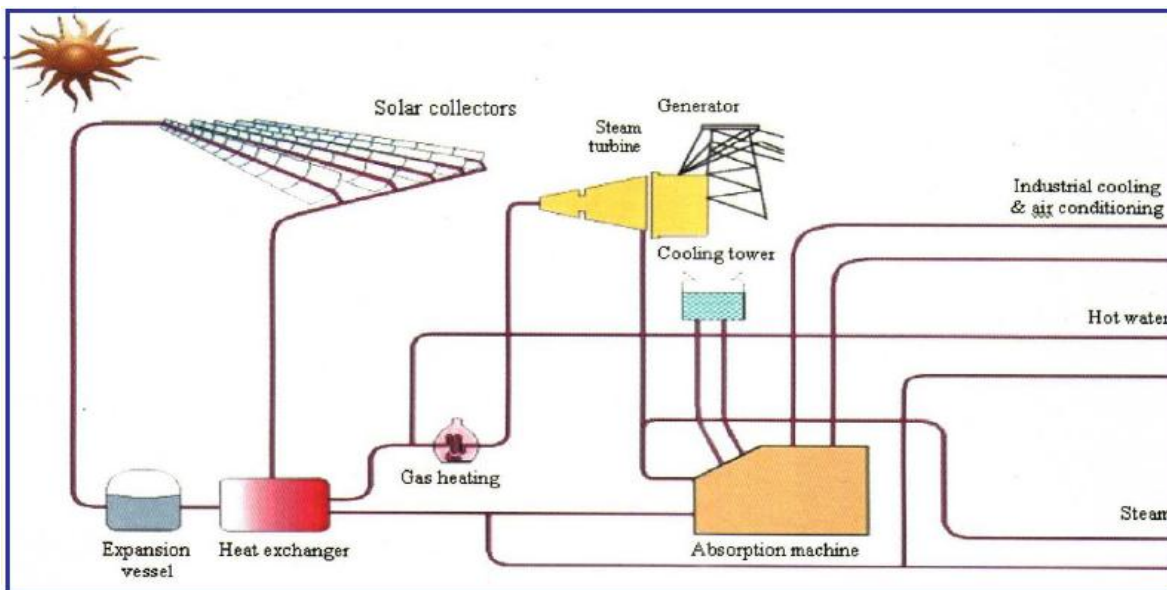 Solar collectors
Generator
Steam
turbine
Industrial cooling
& air conditioning
Cooling tower
Hot water
Gas heating
Steam
Expansion
vessel
Heat exchanger
Absorption machine